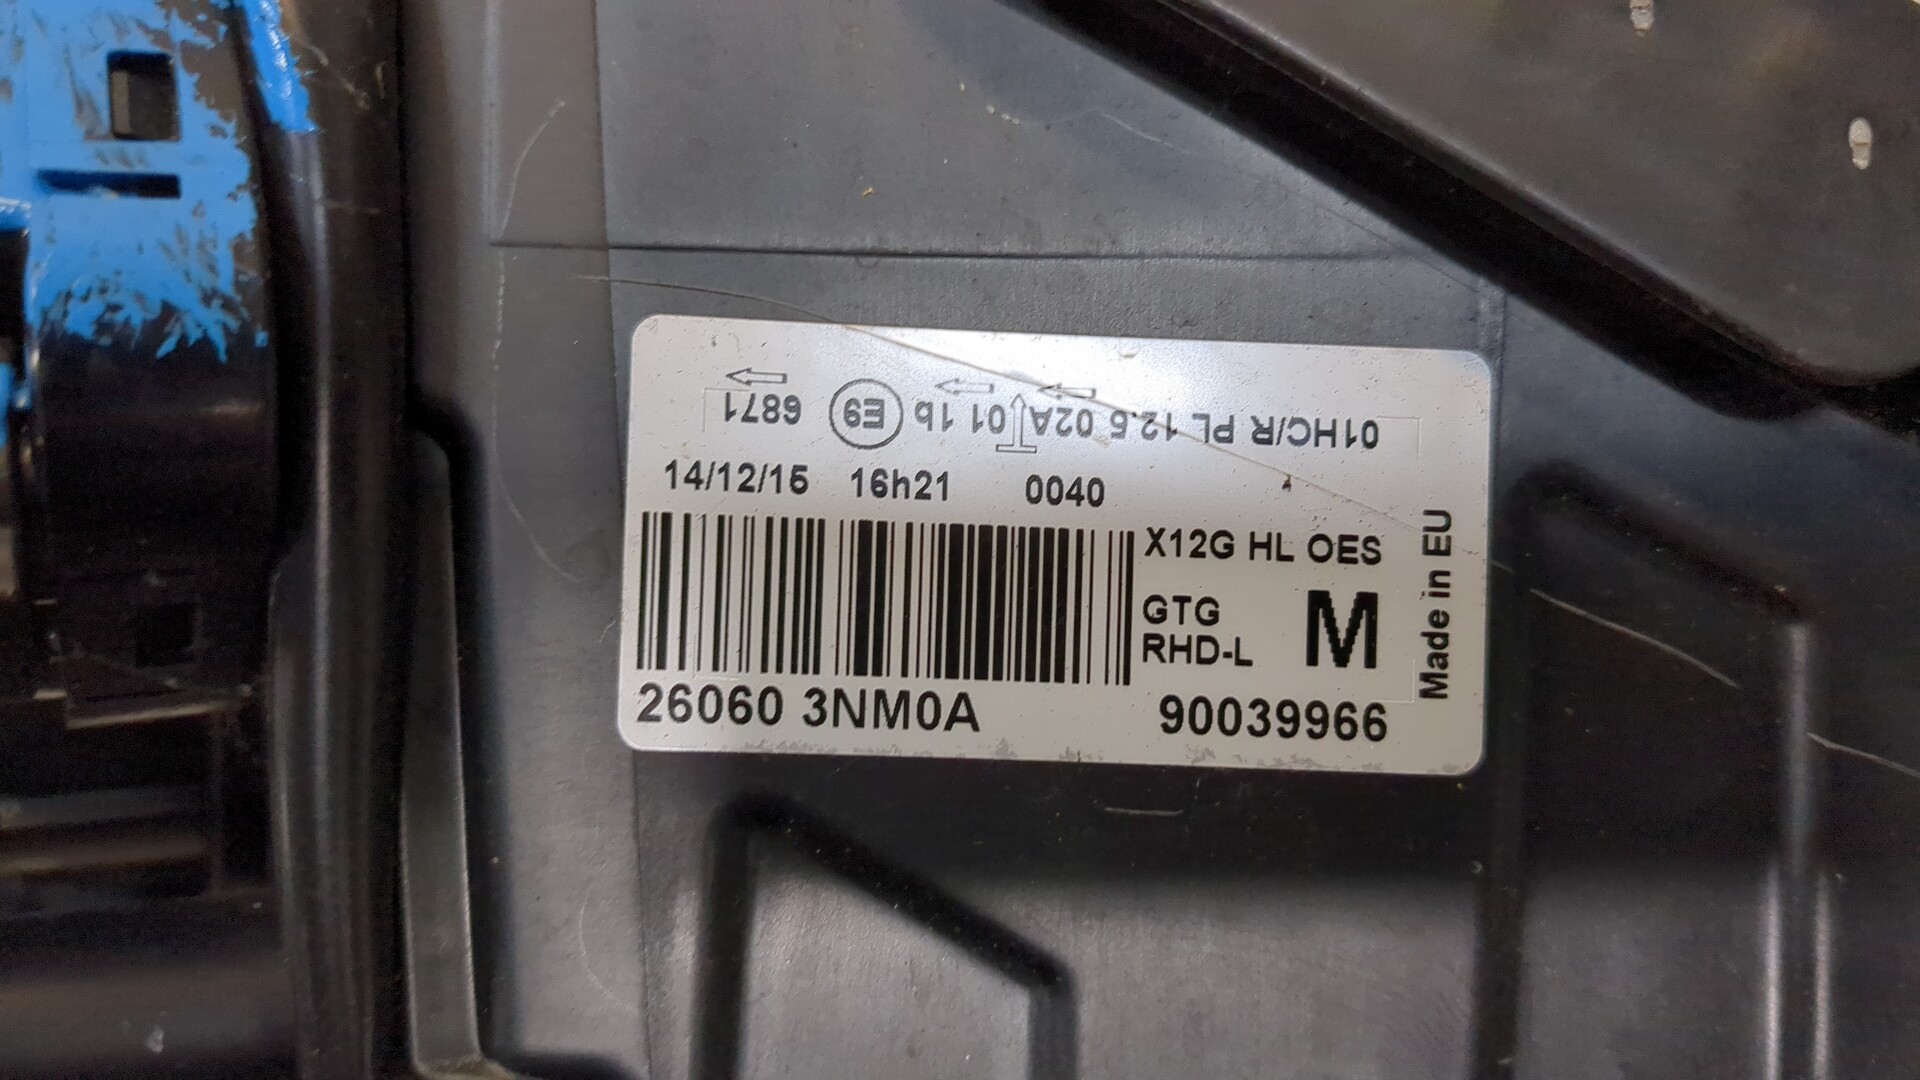 01HC/R PL 12.5 02A 01 1b E9 6871
14/12/15 16h21 0040
X12G HL OES
GTG
RHD-L
M
Made in EU
26060 3NM0A
90039966